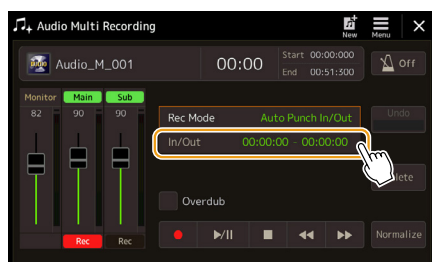 Audio Multi Recording
New
Menu
Audio_M_001
00:00
Start 00:00:000
End 00:51:300
Off
Monitor Main Sub
82 90 90
Rec Mode Auto Punch In/Out
Undo
In/Out 00:00:00 - 00:00:00
lete
Overdub
Rec Rec
Normalize